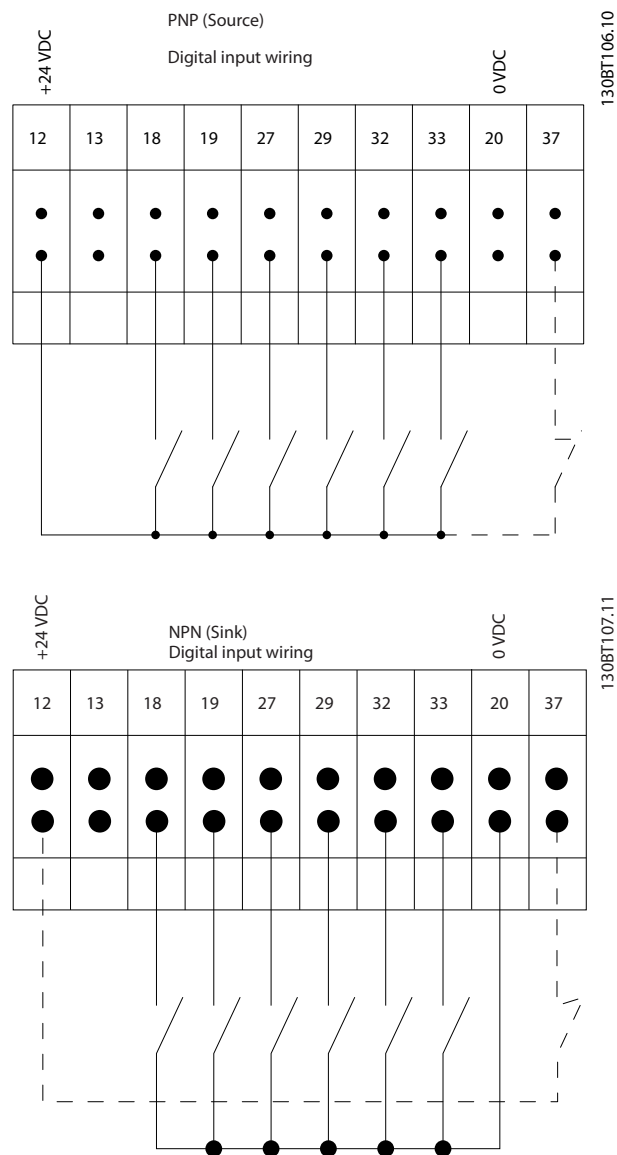 PNP (Source)
Digital input wiring
+24 VDC
0 VDC
130BT106.10
12 13 18 19 27 29 32 33 20 37
+24 VDC
NPN (Sink)
Digital input wiring
0 VDC
130BT107.11
12 13 18 19 27 29 32 33 20 37